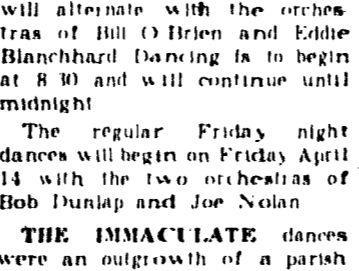 will alternate with the orches-
tras of Bill O Brien and Eddie
Blanchhard Dancing is to begin
at 8 30 and will continue until
midnight
The regular Friday night
dances will begin on Friday April
14 with the two orchestras of
Bob Dunlap and Joe Nolan
THE IMMACULATE dances
were an outgrowth of a parish